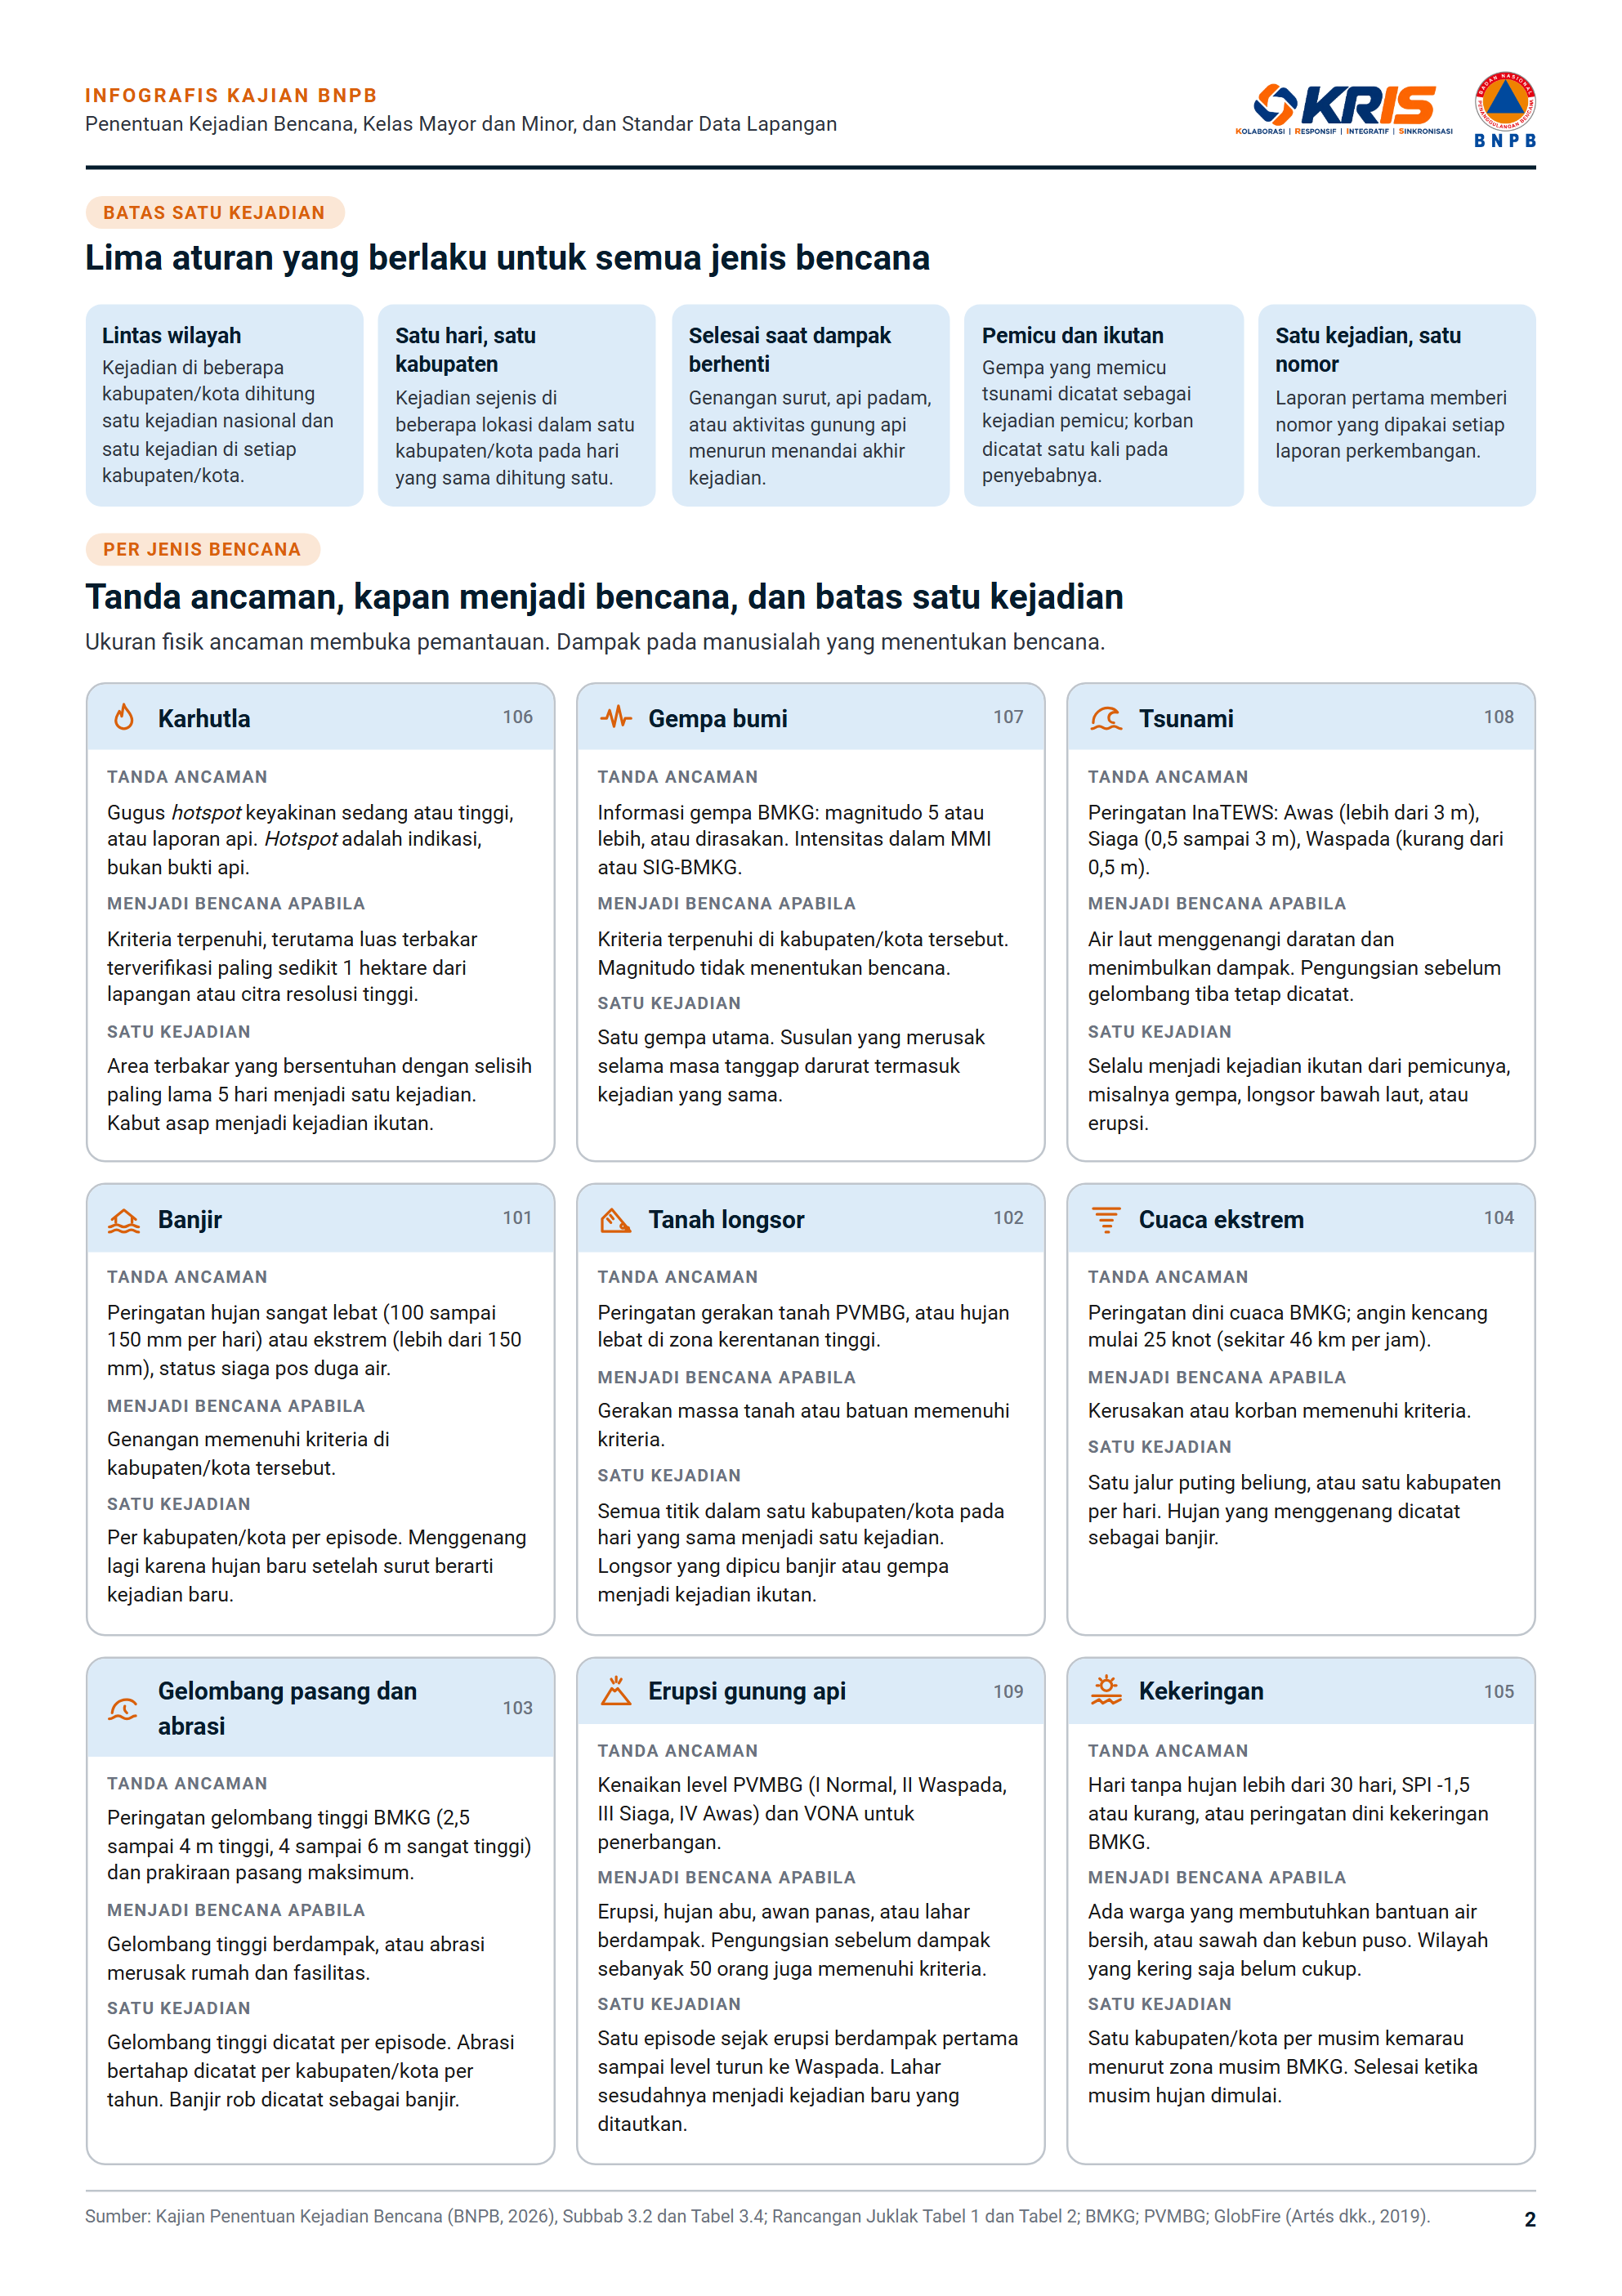 INFOGRAFIS KAJIAN BNPB
Penentuan Kejadian Bencana, Kelas Mayor dan Minor, dan Standar Data Lapangan
KRIS
KOLABORASI | RESPONSIF | INTEGRATIF | SINKRONISASI
BADAN NASIONAL
PENANGGULANGAN BENCANA
BNPB
BATAS SATU KEJADIAN
Lima aturan yang berlaku untuk semua jenis bencana
Lintas wilayah
Kejadian di beberapa
kabupaten/kota dihitung
satu kejadian nasional dan
satu kejadian di setiap
kabupaten/kota.
Satu hari, satu
kabupaten
Kejadian sejenis di
beberapa lokasi dalam satu
kabupaten/kota pada hari
yang sama dihitung satu.
Selesai saat dampak
berhenti
Genangan surut, api padam,
atau aktivitas gunung api
menurun menandai akhir
kejadian.
Pemicu dan ikutan
Gempa yang memicu
tsunami dicatat sebagai
kejadian pemicu; korban
dicatat satu kali pada
penyebabnya.
Satu kejadian, satu
nomor
Laporan pertama memberi
nomor yang dipakai setiap
laporan perkembangan.
PER JENIS BENCANA
Tanda ancaman, kapan menjadi bencana, dan batas satu kejadian
Ukuran fisik ancaman membuka pemantauan. Dampak pada manusialah yang menentukan bencana.
Karhutla 106
TANDA ANCAMAN
Gugus hotspot keyakinan sedang atau tinggi,
atau laporan api. Hotspot adalah indikasi,
bukan bukti api.
MENJADI BENCANA APABILA
Kriteria terpenuhi, terutama luas terbakar
terverifikasi paling sedikit 1 hektare dari
lapangan atau citra resolusi tinggi.
SATU KEJADIAN
Area terbakar yang bersentuhan dengan selisih
paling lama 5 hari menjadi satu kejadian.
Kabut asap menjadi kejadian ikutan.
Gempa bumi 107
TANDA ANCAMAN
Informasi gempa BMKG: magnitudo 5 atau
lebih, atau dirasakan. Intensitas dalam MMI
atau SIG-BMKG.
MENJADI BENCANA APABILA
Kriteria terpenuhi di kabupaten/kota tersebut.
Magnitudo tidak menentukan bencana.
SATU KEJADIAN
Satu gempa utama. Susulan yang merusak
selama masa tanggap darurat termasuk
kejadian yang sama.
Tsunami 108
TANDA ANCAMAN
Peringatan InaTEWS: Awas (lebih dari 3 m),
Siaga (0,5 sampai 3 m), Waspada (kurang dari
0,5 m).
MENJADI BENCANA APABILA
Air laut menggenangi daratan dan
menimbulkan dampak. Pengungsian sebelum
gelombang tiba tetap dicatat.
SATU KEJADIAN
Selalu menjadi kejadian ikutan dari pemicunya,
misalnya gempa, longsor bawah laut, atau
erupsi.
Banjir 101
TANDA ANCAMAN
Peringatan hujan sangat lebat (100 sampai
150 mm per hari) atau ekstrem (lebih dari 150
mm), status siaga pos duga air.
MENJADI BENCANA APABILA
Genangan memenuhi kriteria di
kabupaten/kota tersebut.
SATU KEJADIAN
Per kabupaten/kota per episode. Menggenang
lagi karena hujan baru setelah surut berarti
kejadian baru.
Tanah longsor 102
TANDA ANCAMAN
Peringatan gerakan tanah PVMBG, atau hujan
lebat di zona kerentanan tinggi.
MENJADI BENCANA APABILA
Gerakan massa tanah atau batuan memenuhi
kriteria.
SATU KEJADIAN
Semua titik dalam satu kabupaten/kota pada
hari yang sama menjadi satu kejadian.
Longsor yang dipicu banjir atau gempa
menjadi kejadian ikutan.
Cuaca ekstrem 104
TANDA ANCAMAN
Peringatan dini cuaca BMKG; angin kencang
mulai 25 knot (sekitar 46 km per jam).
MENJADI BENCANA APABILA
Kerusakan atau korban memenuhi kriteria.
SATU KEJADIAN
Satu jalur puting beliung, atau satu kabupaten
per hari. Hujan yang menggenang dicatat
sebagai banjir.
Gelombang pasang dan
abrasi 103
TANDA ANCAMAN
Peringatan gelombang tinggi BMKG (2,5
sampai 4 m tinggi, 4 sampai 6 m sangat tinggi)
dan prakiraan pasang maksimum.
MENJADI BENCANA APABILA
Gelombang tinggi berdampak, atau abrasi
merusak rumah dan fasilitas.
SATU KEJADIAN
Gelombang tinggi dicatat per episode. Abrasi
bertahap dicatat per kabupaten/kota per
tahun. Banjir rob dicatat sebagai banjir.
Erupsi gunung api 109
TANDA ANCAMAN
Kenaikan level PVMBG (I Normal, II Waspada,
III Siaga, IV Awas) dan VONA untuk
penerbangan.
MENJADI BENCANA APABILA
Erupsi, hujan abu, awan panas, atau lahar
berdampak. Pengungsian sebelum dampak
sebanyak 50 orang juga memenuhi kriteria.
SATU KEJADIAN
Satu episode sejak erupsi berdampak pertama
sampai level turun ke Waspada. Lahar
sesudahnya menjadi kejadian baru yang
ditautkan.
Kekeringan 105
TANDA ANCAMAN
Hari tanpa hujan lebih dari 30 hari, SPI -1,5
atau kurang, atau peringatan dini kekeringan
BMKG.
MENJADI BENCANA APABILA
Ada warga yang membutuhkan bantuan air
bersih, atau sawah dan kebun puso. Wilayah
yang kering saja belum cukup.
SATU KEJADIAN
Satu kabupaten/kota per musim kemarau
menurut zona musim BMKG. Selesai ketika
musim hujan dimulai.
Sumber: Kajian Penentuan Kejadian Bencana (BNPB, 2026), Subbab 3.2 dan Tabel 3.4; Rancangan Juklak Tabel 1 dan Tabel 2; BMKG; PVMBG; GlobFire (Artés dkk., 2019). 2